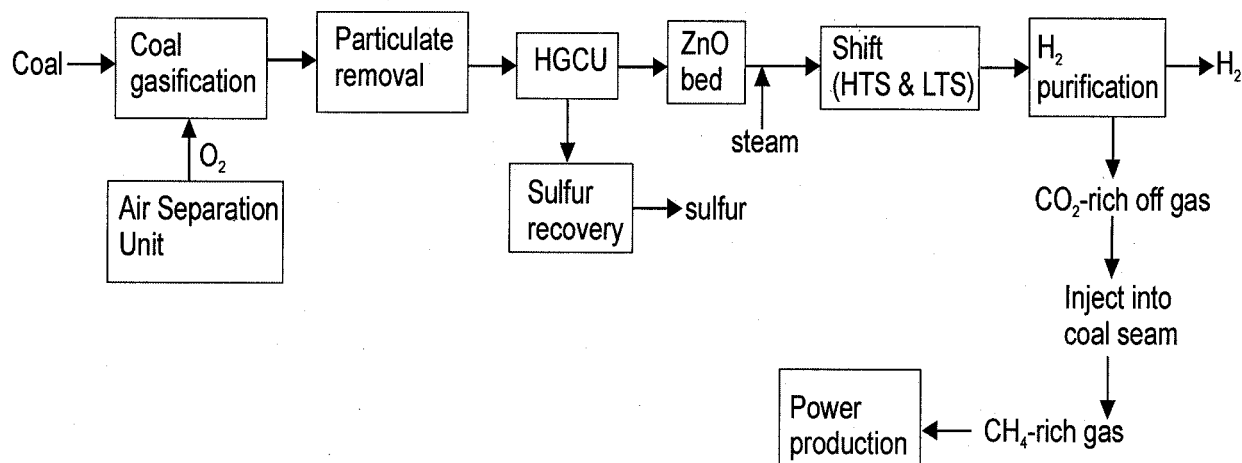 Coal
Coal
gasification
Particulate
removal
HGCU
ZnO
bed
Shift
(HTS & LTS)
H₂
purification
H₂
steam
O₂
Air Separation
Unit
Sulfur
recovery
sulfur
CO₂-rich off gas
Inject into
coal seam
Power
production
CH₄-rich gas